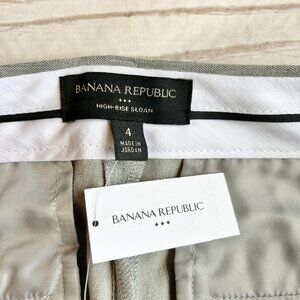 BANANA REPUBLIC
HIGH-RISE SLOAN
4
MADE IN
JORDAN
BANANA REPUBLIC